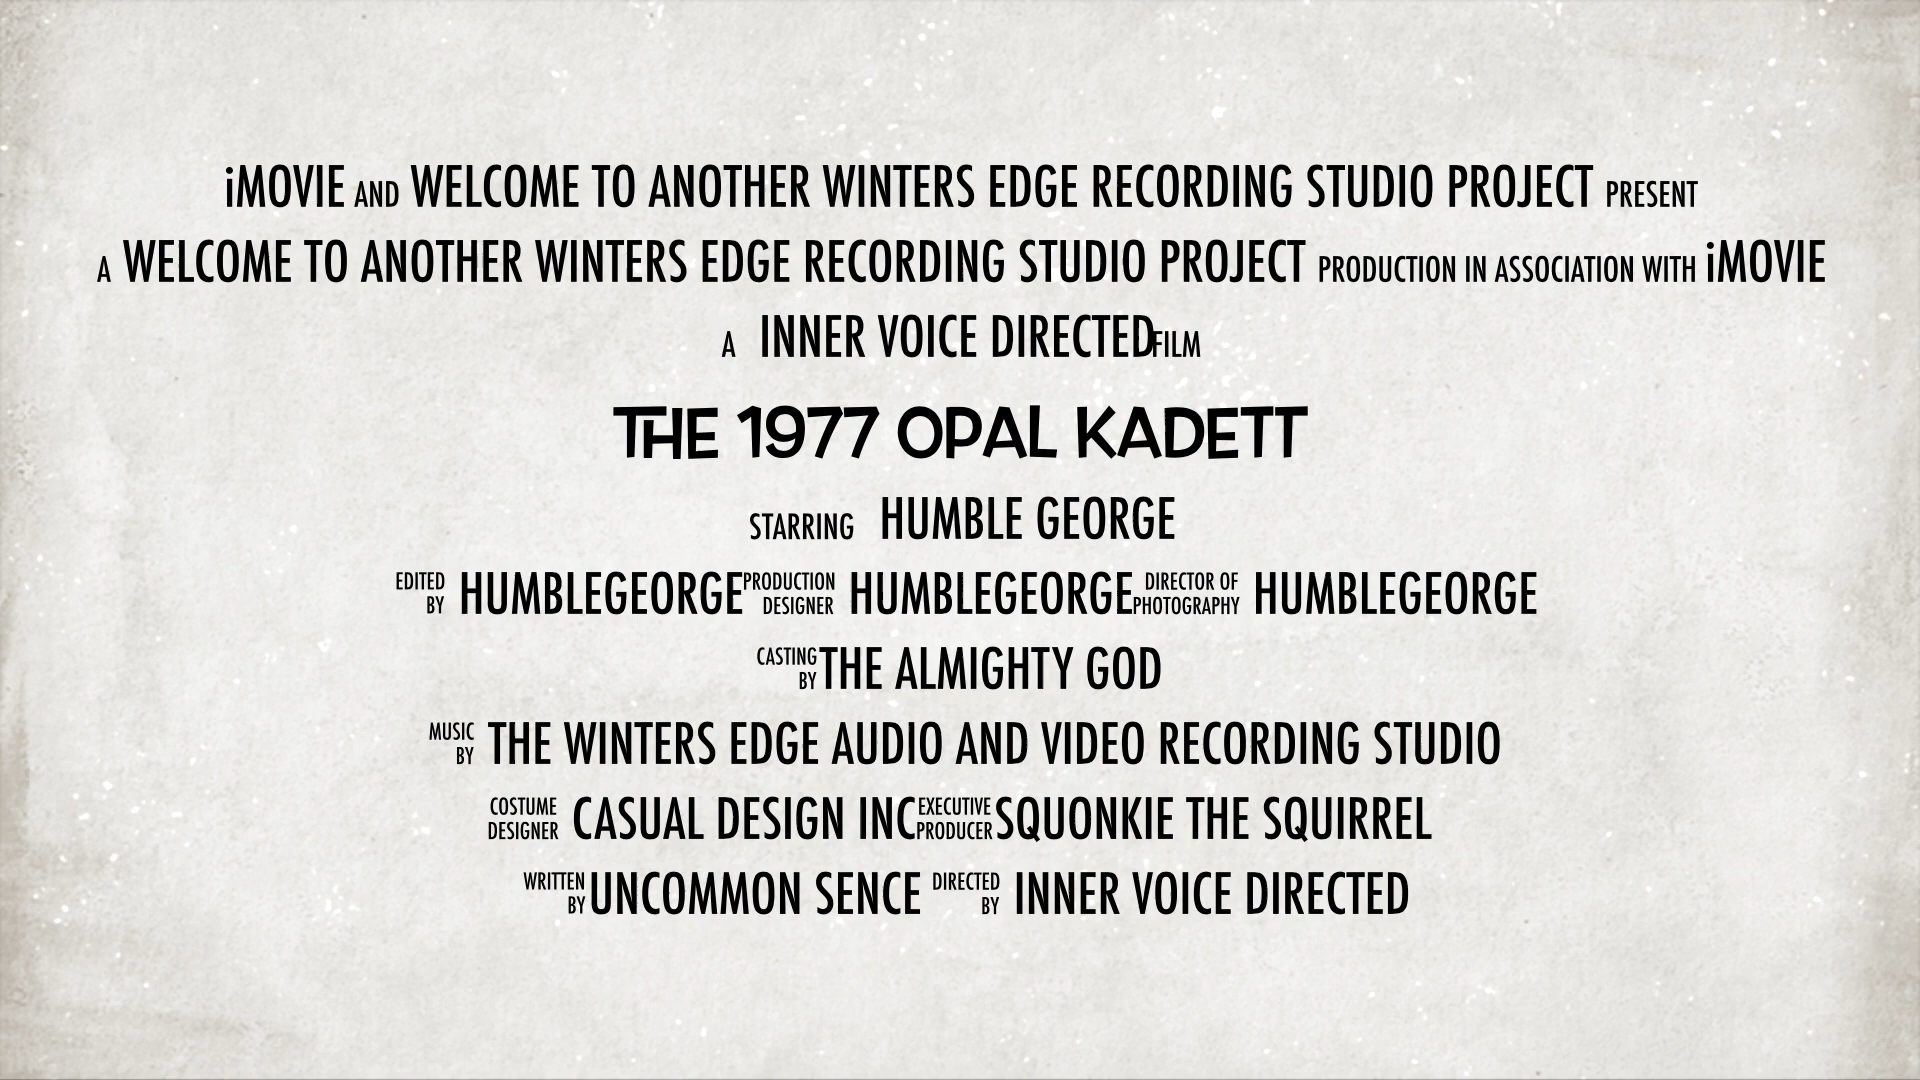 iMOVIE AND WELCOME TO ANOTHER WINTERS EDGE RECORDING STUDIO PROJECT PRESENT
A WELCOME TO ANOTHER WINTERS EDGE RECORDING STUDIO PROJECT PRODUCTION IN ASSOCIATION WITH iMOVIE
A INNER VOICE DIRECTED FILM
THE 1977 OPAL KADETT
STARRING HUMBLE GEORGE
EDITED BY HUMBLEGEORGE PRODUCTION DESIGNER HUMBLEGEORGE DIRECTOR OF PHOTOGRAPHY HUMBLEGEORGE
CASTING BY THE ALMIGHTY GOD
MUSIC BY THE WINTERS EDGE AUDIO AND VIDEO RECORDING STUDIO
COSTUME DESIGNER CASUAL DESIGN INC EXECUTIVE PRODUCER SQUONKIE THE SQUIRREL
WRITTEN BY UNCOMMON SENCE DIRECTED BY INNER VOICE DIRECTED